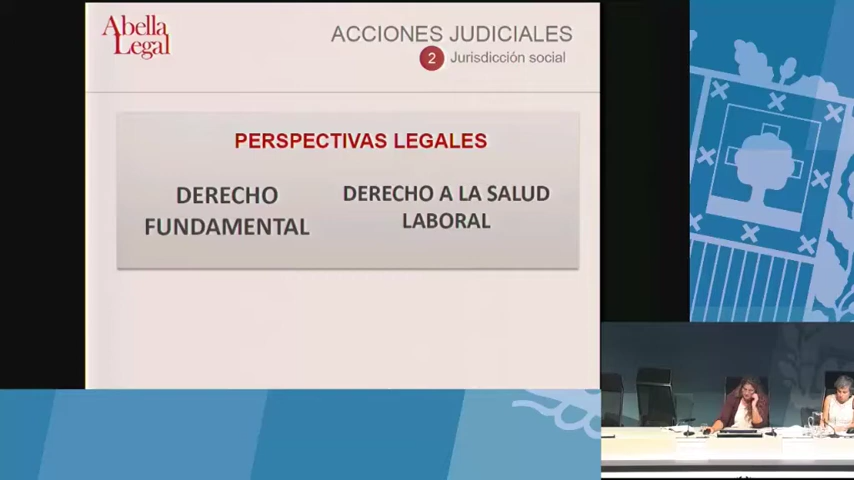 Abella
Legal
ACCIONES JUDICIALES
2 Jurisdicción social
PERSPECTIVAS LEGALES
DERECHO
FUNDAMENTAL
DERECHO A LA SALUD
LABORAL